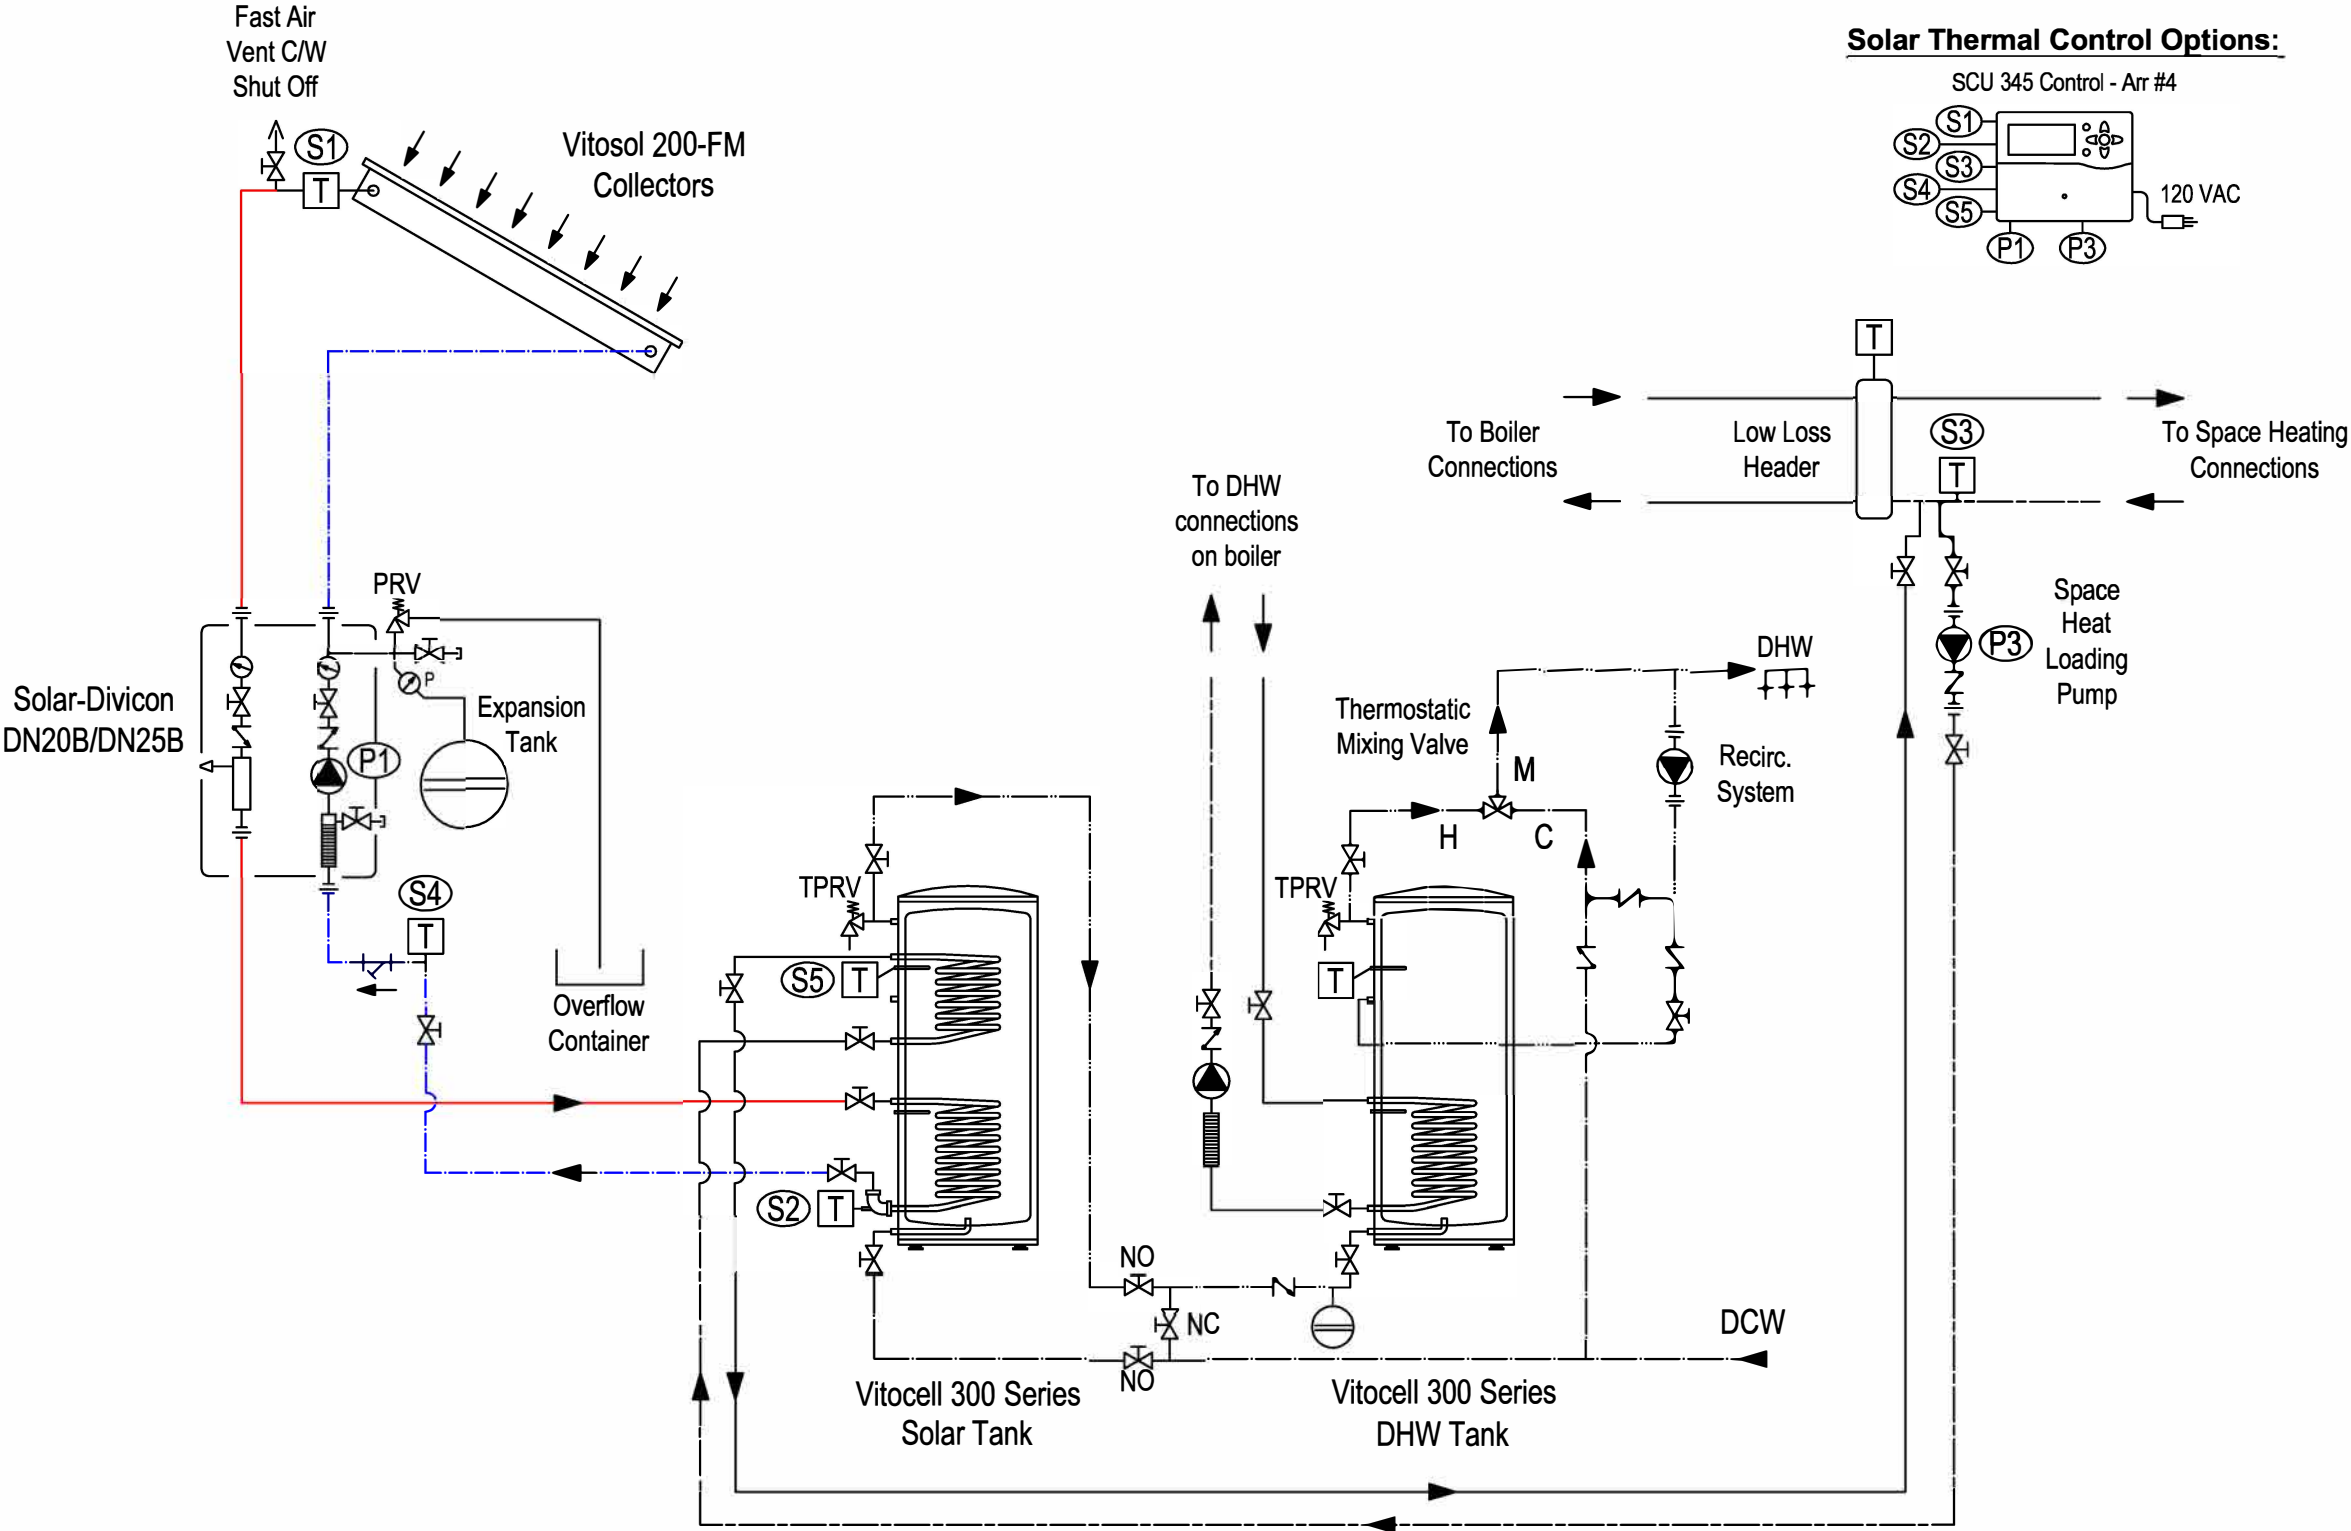 Fast Air
Vent C/W
Shut Off
S1
T
Vitosol 200-FM
Collectors
Solar Thermal Control Options:
SCU 345 Control - Arr #4
S1
S2
S3
S4
S5
120 VAC
P1
P3
T
To Boiler
Connections
Low Loss
Header
S3
T
To Space Heating
Connections
To DHW
connections
on boiler
PRV
P
Solar-Divicon
DN20B/DN25B
P1
Expansion
Tank
Space
Heat
Loading
Pump
P3
DHW
Thermostatic
Mixing Valve
M
H
C
Recirc.
System
S4
T
TPRV
TPRV
S5
T
T
Overflow
Container
S2
T
NO
NC
NO
DCW
Vitocell 300 Series
Solar Tank
Vitocell 300 Series
DHW Tank